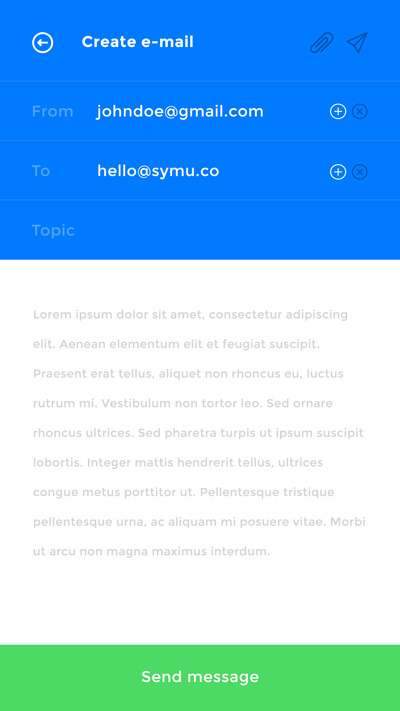 Create e-mail
From johndoe@gmail.com
To hello@symu.co
Topic
Lorem ipsum dolor sit amet, consectetur adipiscing
elit. Aenean elementum elit et feugiat suscipit.
Praesent erat tellus, aliquet non rhoncus eu, luctus
rutrum mi. Vestibulum non tortor leo. Sed ornare
rhoncus ultrices. Sed pharetra turpis ut ipsum suscipit
lobortis. Integer mattis hendrerit tellus, ultrices
congue metus porttitor ut. Pellentesque tristique
pellentesque urna, ac aliquam mi posuere vitae. Morbi
ut arcu non magna maximus interdum.
Send message